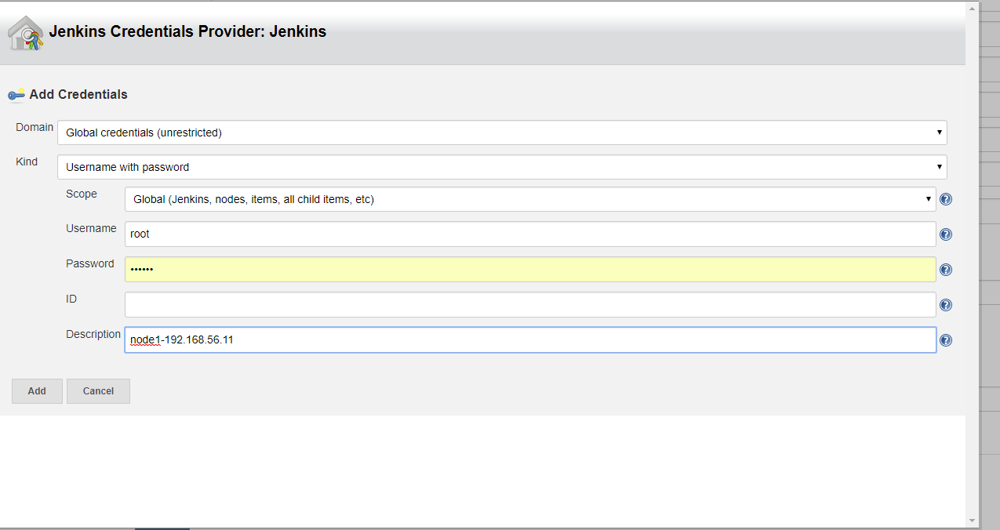 Jenkins Credentials Provider: Jenkins
Add Credentials
Domain Global credentials (unrestricted)
Kind Username with password
Scope Global (Jenkins, nodes, items, all child items, etc)
Username root
Password ••••••
ID
Description node1-192.168.56.11
Add Cancel